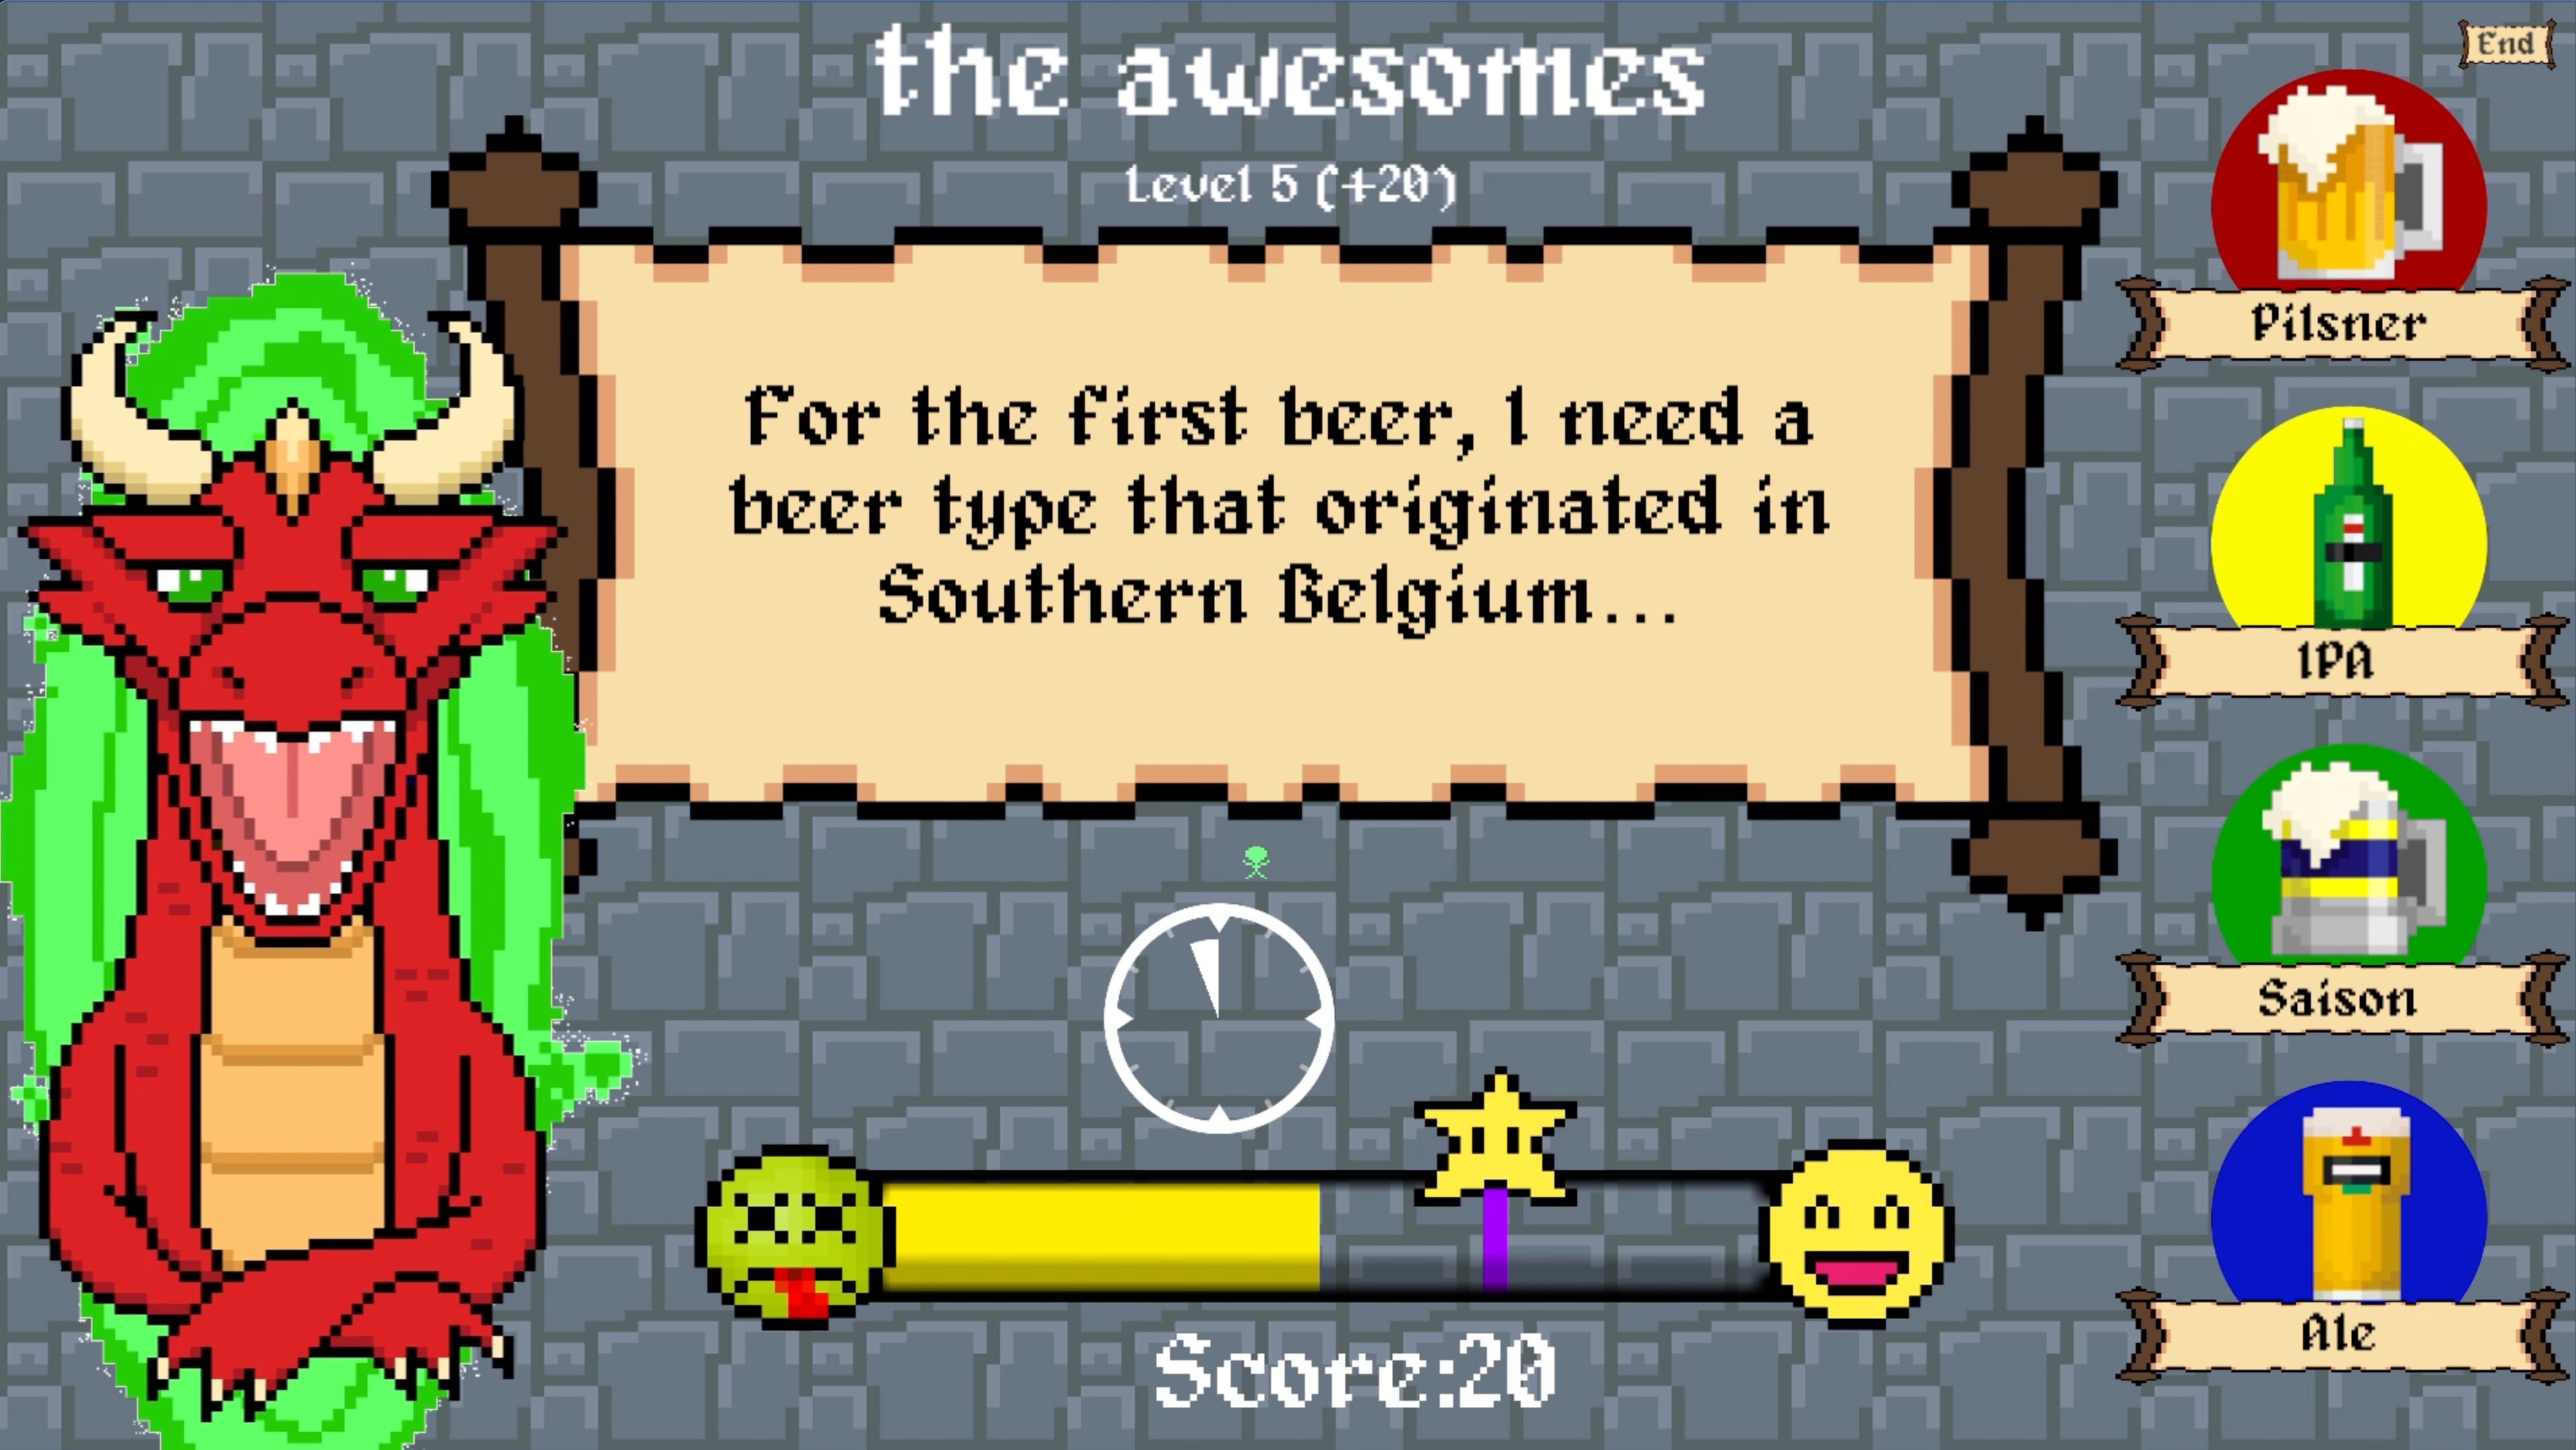 the awesomes
End
Level 5 (+20)
For the first beer, I need a
beer type that originated in
Southern Belgium...
Pilsner
IPA
Saison
Ale
Score:20